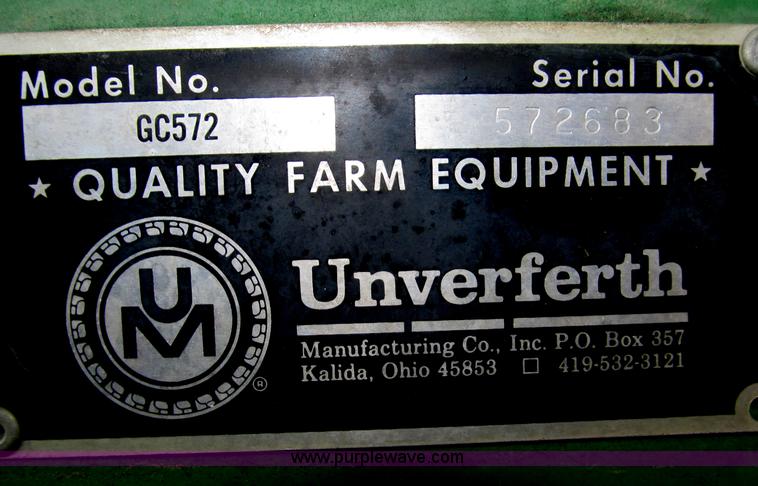 Model No. Serial No.
GC572 572683
★ QUALITY FARM EQUIPMENT ★
UM
®
Unverferth
Manufacturing Co., Inc. P.O. Box 357
Kalida, Ohio 45853 □ 419-532-3121
www.purplewave.com